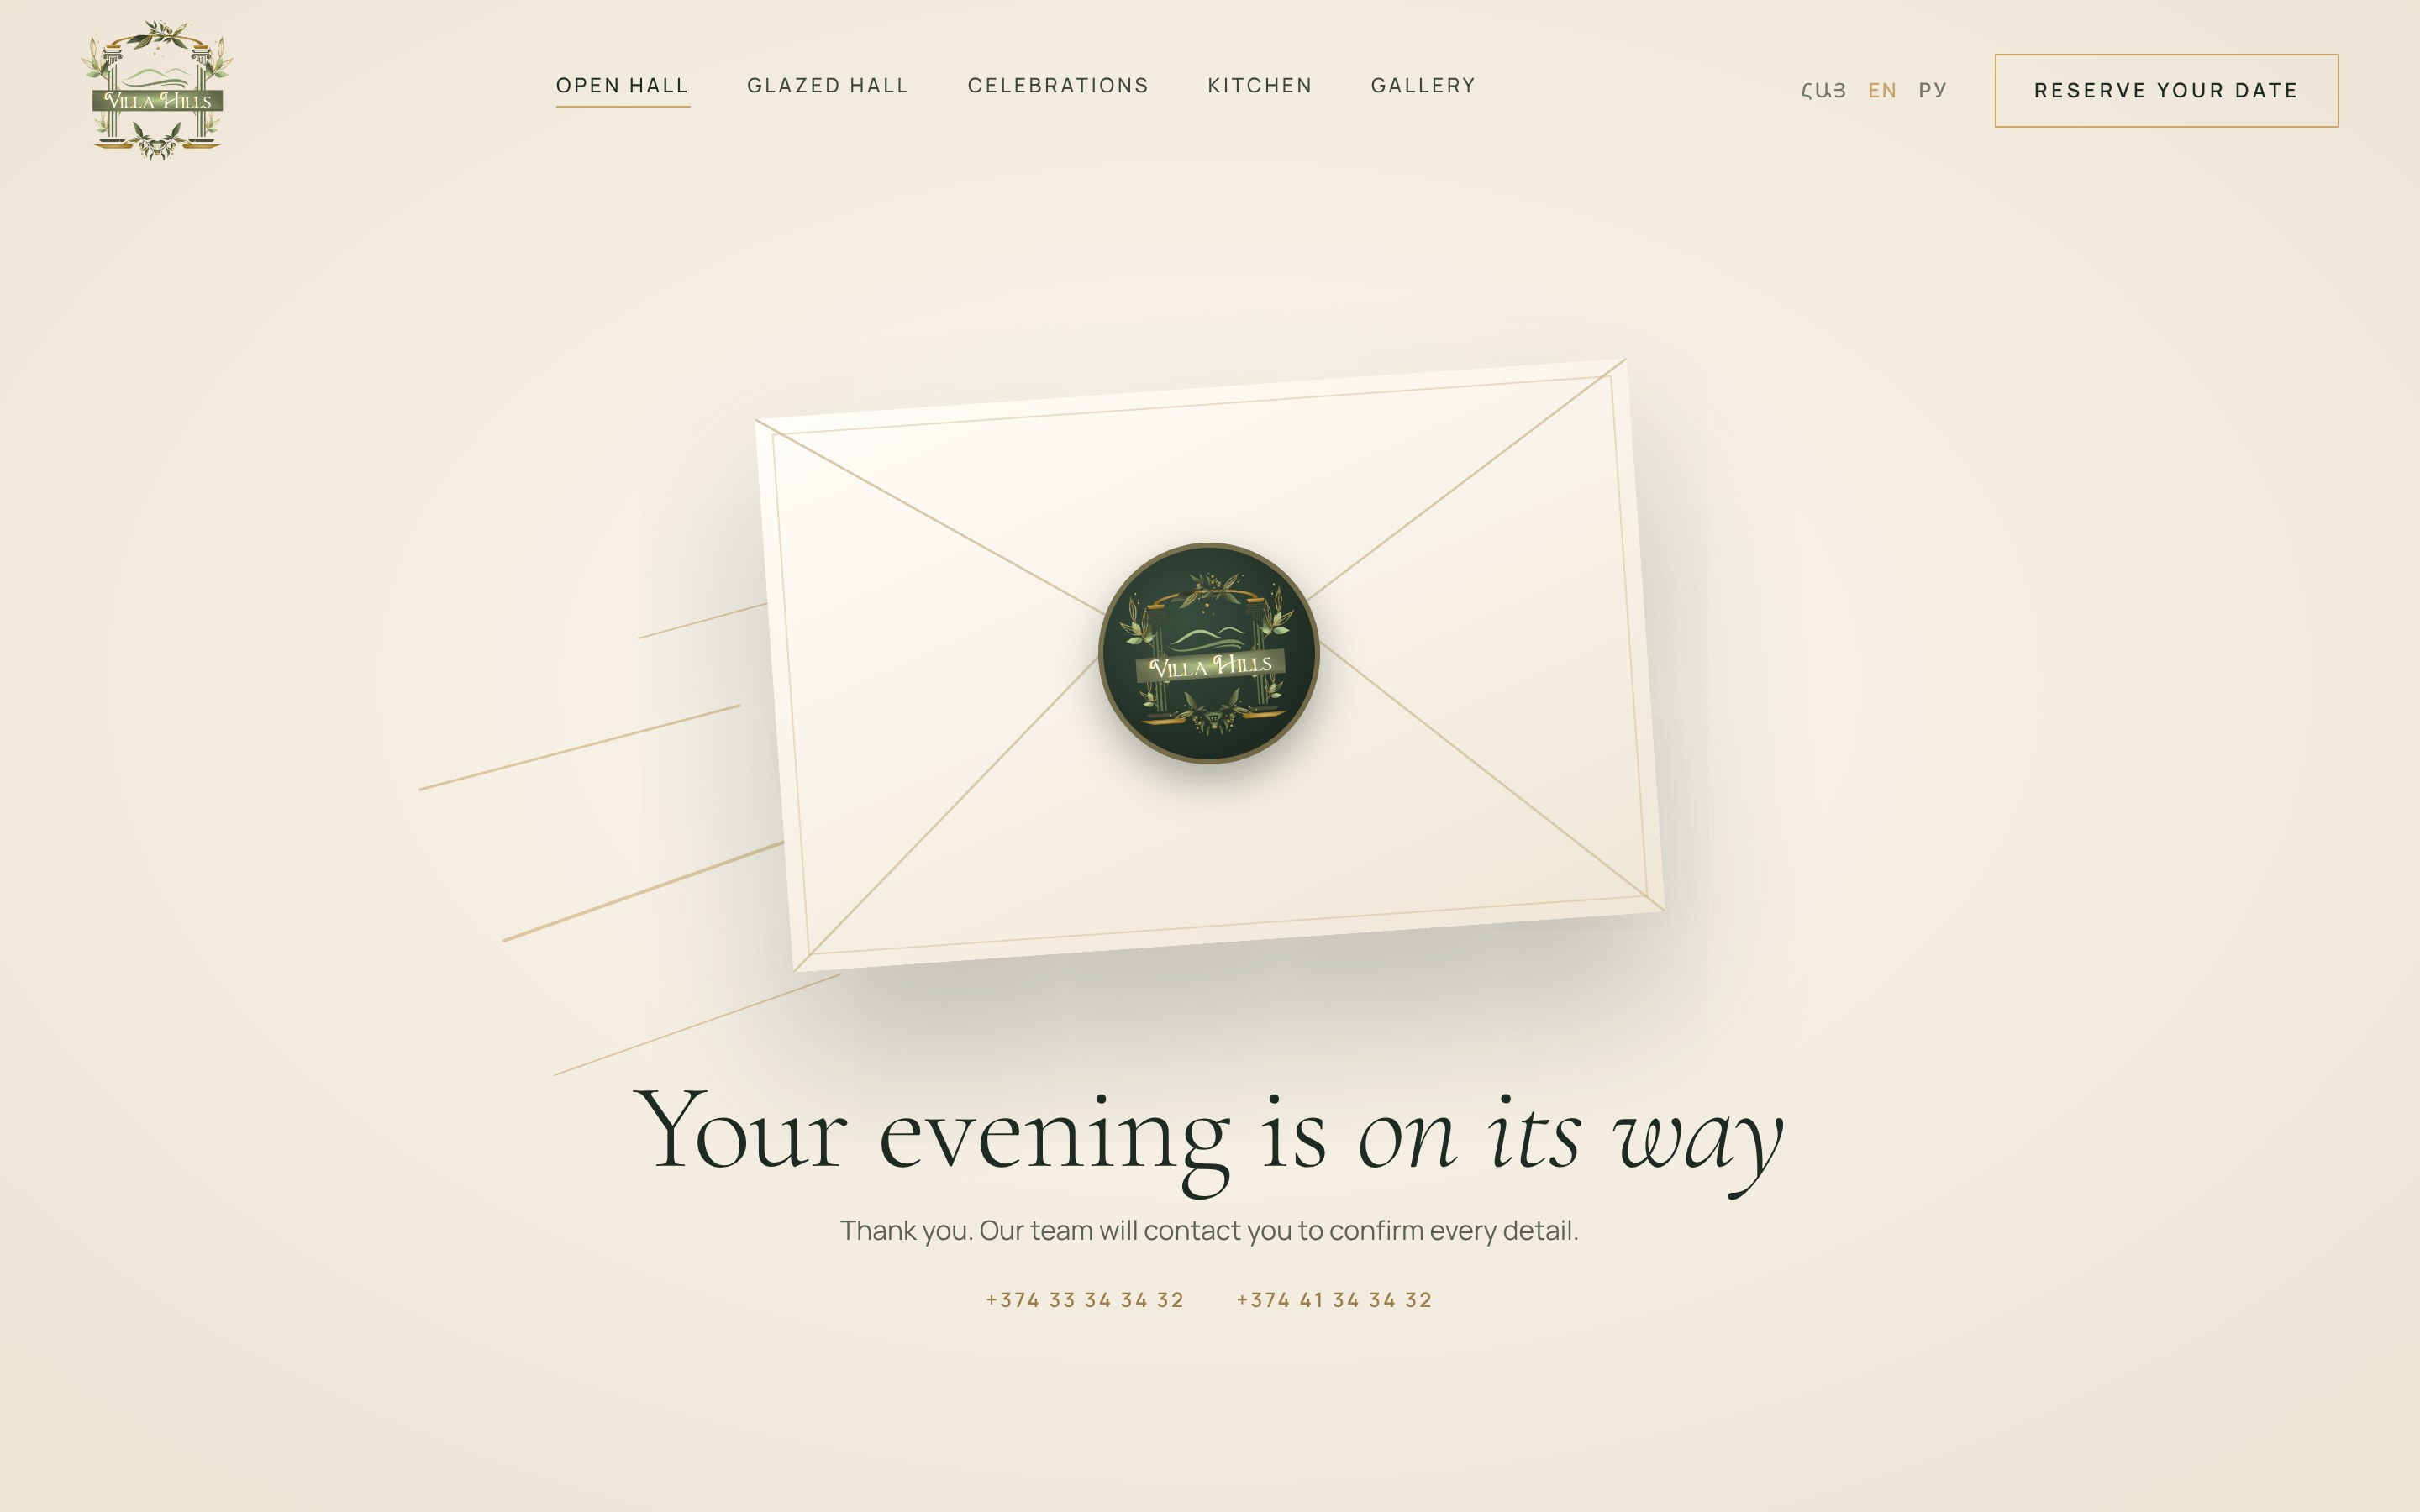 VILLA HILLS
OPEN HALL
GLAZED HALL
CELEBRATIONS
KITCHEN
GALLERY
ՀԱՅ
EN
РУ
RESERVE YOUR DATE
VILLA HILLS
Your evening is on its way
Thank you. Our team will contact you to confirm every detail.
+374 33 34 34 32
+374 41 34 34 32